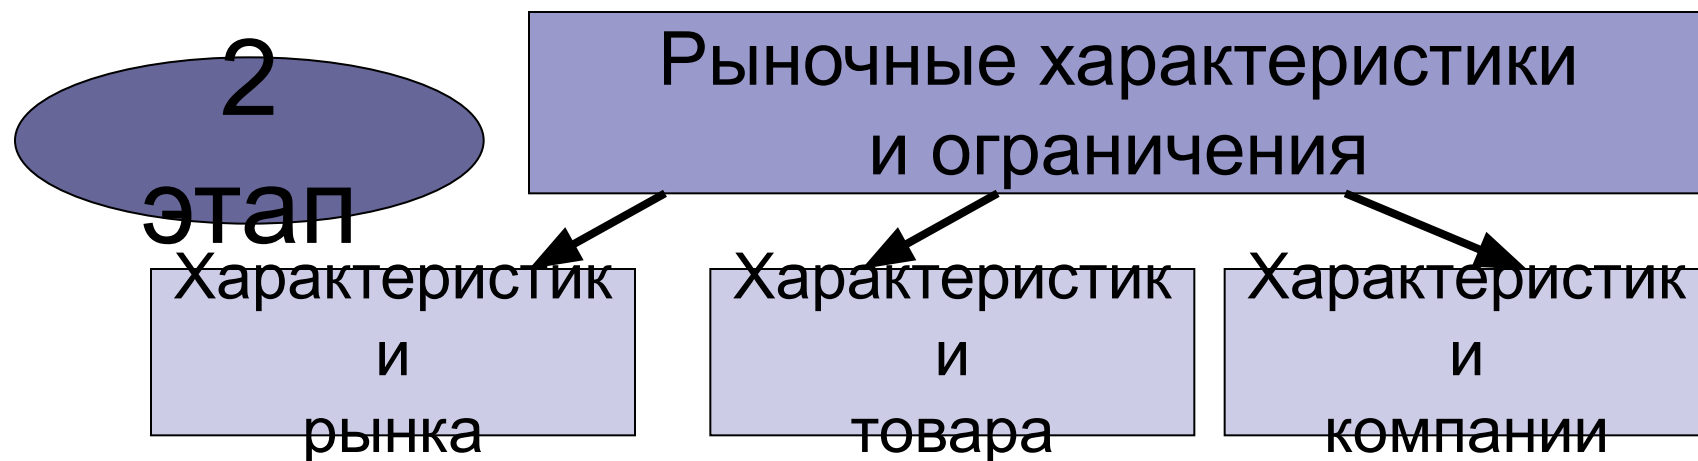 2
этап
Рыночные характеристики
и ограничения
Характеристик
и
рынка
Характеристик
и
товара
Характеристик
и
компании